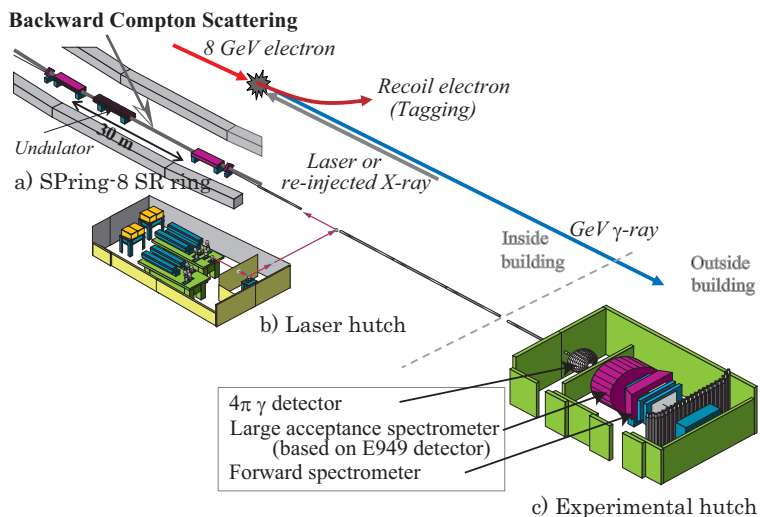 Backward Compton Scattering
8 GeV electron
Recoil electron
(Tagging)
30 m
Undulator
Laser or
re-injected X-ray
a) SPring-8 SR ring
GeV γ-ray
Inside
building
Outside
building
b) Laser hutch
4π γ detector
Large acceptance spectrometer
(based on E949 detector)
Forward spectrometer
c) Experimental hutch